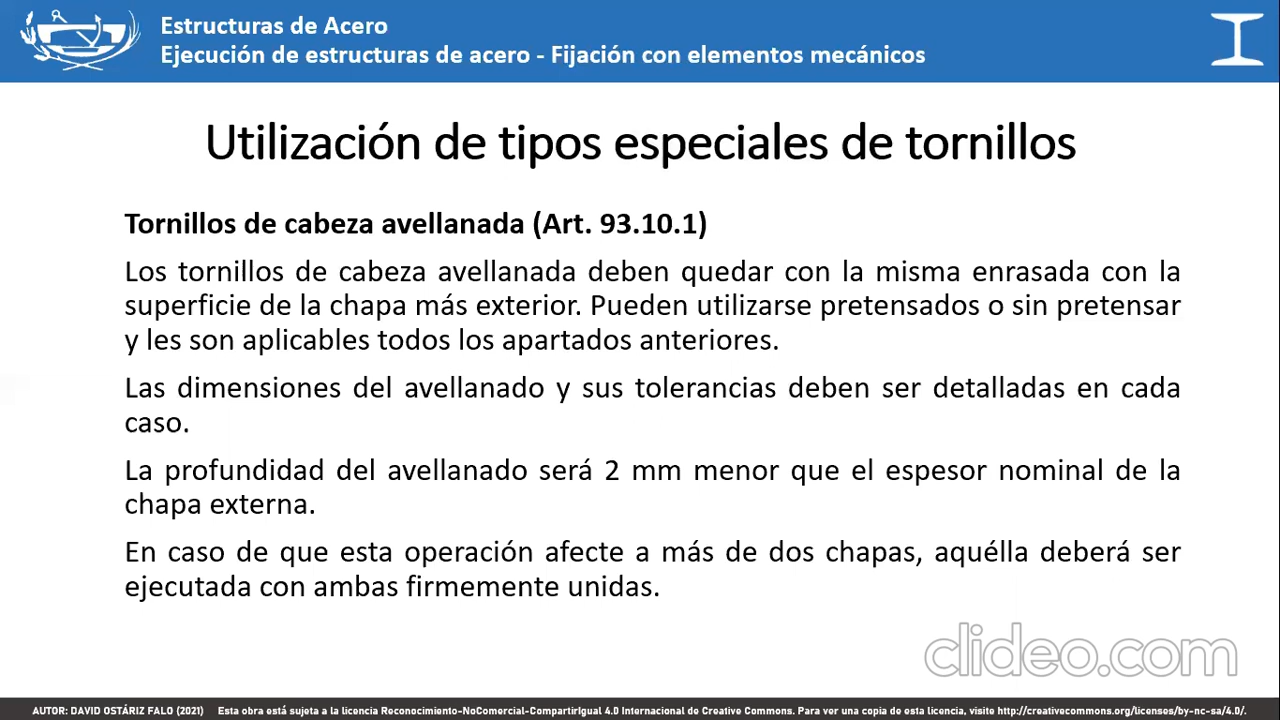 Estructuras de Acero
Ejecución de estructuras de acero - Fijación con elementos mecánicos
Utilización de tipos especiales de tornillos
Tornillos de cabeza avellanada (Art. 93.10.1)
Los tornillos de cabeza avellanada deben quedar con la misma enrasada con la
superficie de la chapa más exterior. Pueden utilizarse pretensados o sin pretensar
y les son aplicables todos los apartados anteriores.
Las dimensiones del avellanado y sus tolerancias deben ser detalladas en cada
caso.
La profundidad del avellanado será 2 mm menor que el espesor nominal de la
chapa externa.
En caso de que esta operación afecte a más de dos chapas, aquélla deberá ser
ejecutada con ambas firmemente unidas.
clideo.com
AUTOR: DAVID OSTÁRIZ FALO (2021) Esta obra está sujeta a la licencia Reconocimiento-NoComercial-CompartirIgual 4.0 Internacional de Creative Commons. Para ver una copia de esta licencia, visite http://creativecommons.org/licenses/by-nc-sa/4.0/.